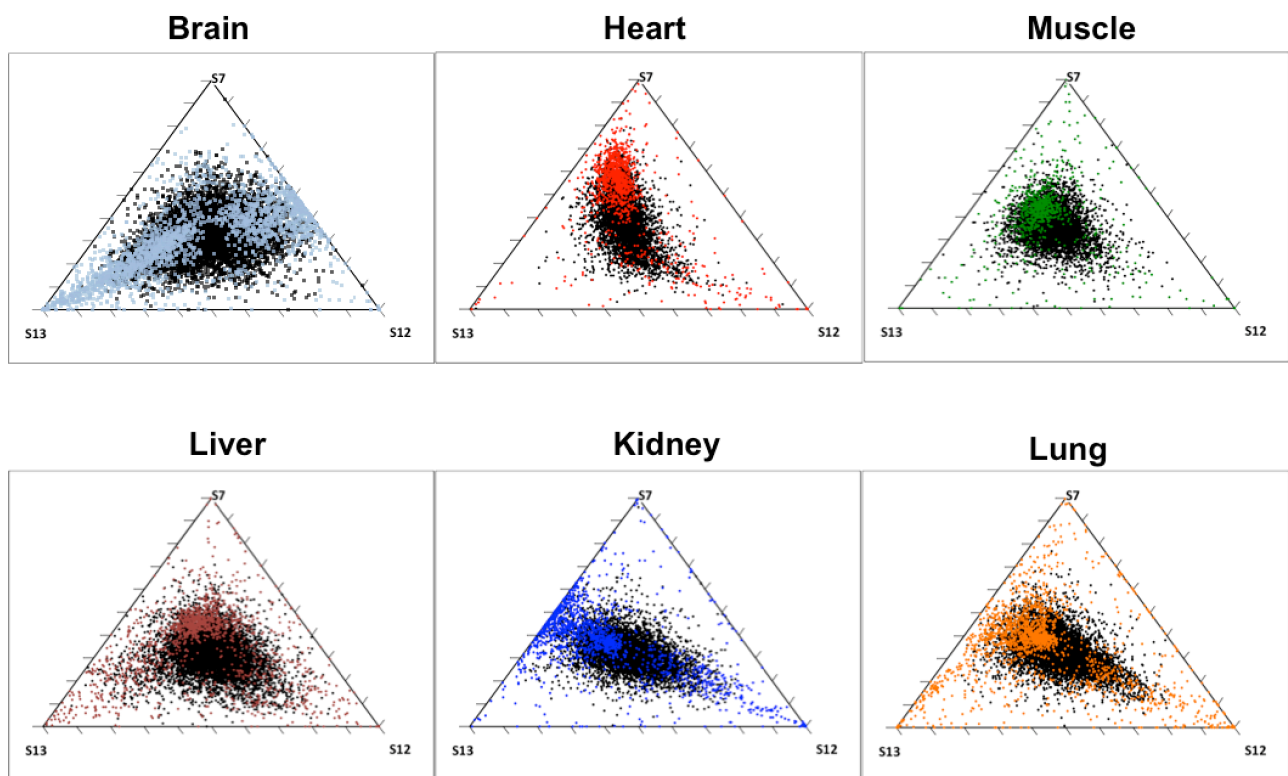 Brain
Heart
Muscle
S7
S7
S7
S13
S12
S13
S12
S13
S12
Liver
Kidney
Lung
S7
S7
S7
S13
S12
S13
S12
S13
S12